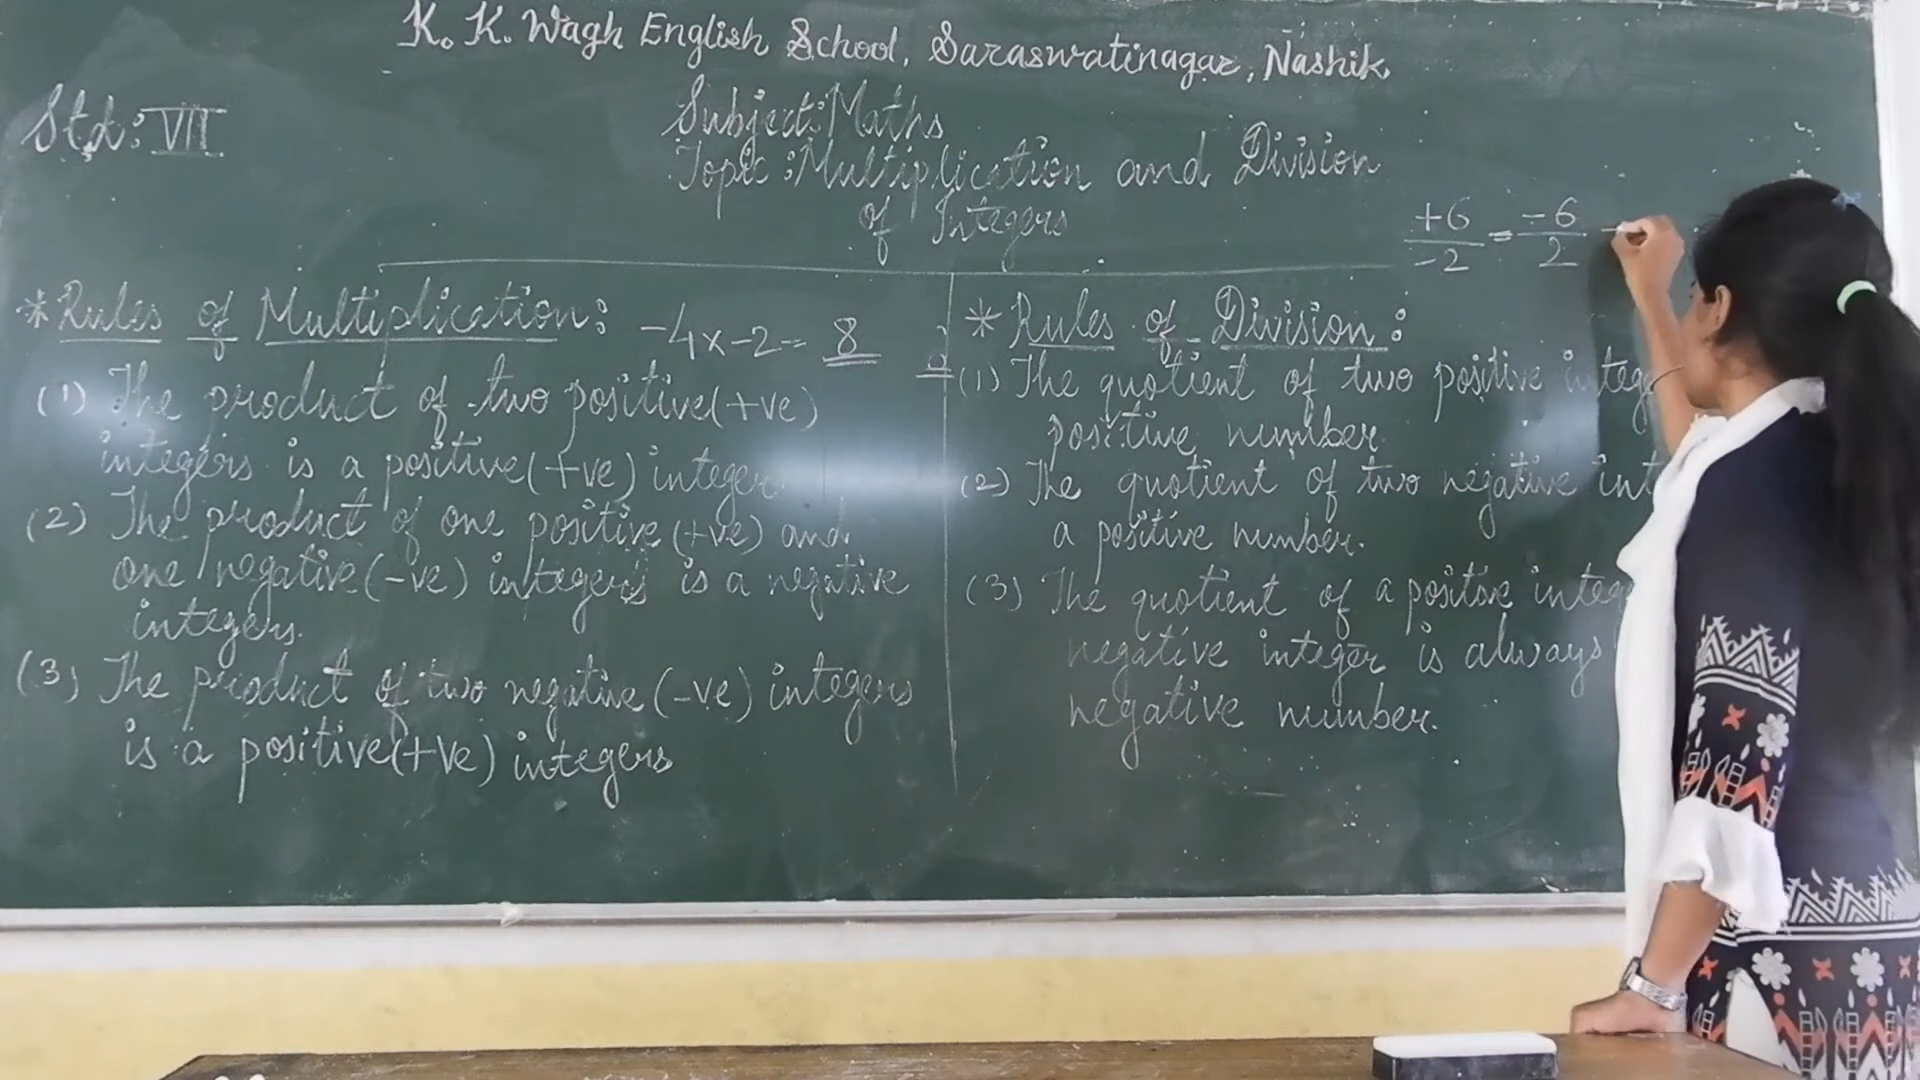 K. K. Wagh English School, Saraswatinagar, Nashik.
Std: VII
Subject: Maths
Topic: Multiplication and Division
of Integers
+6/-2 = -6/2 -
* Rules of Multiplication:
-4x-2= 8
(1) The product of two positive(+ve)
integers is a positive(+ve) integer
(2) The product of one positive (+ve) and
one negative(-ve) integers is a negative
integers.
(3) The product of two negative (-ve) integers
is a positive(+ve) integers
* Rules of Division:
(1) The quotient of two positive integ
positive number
(2) The quotient of two negative int
a positive number.
(3) The quotient of a positive integ
negative integer is always
negative number.